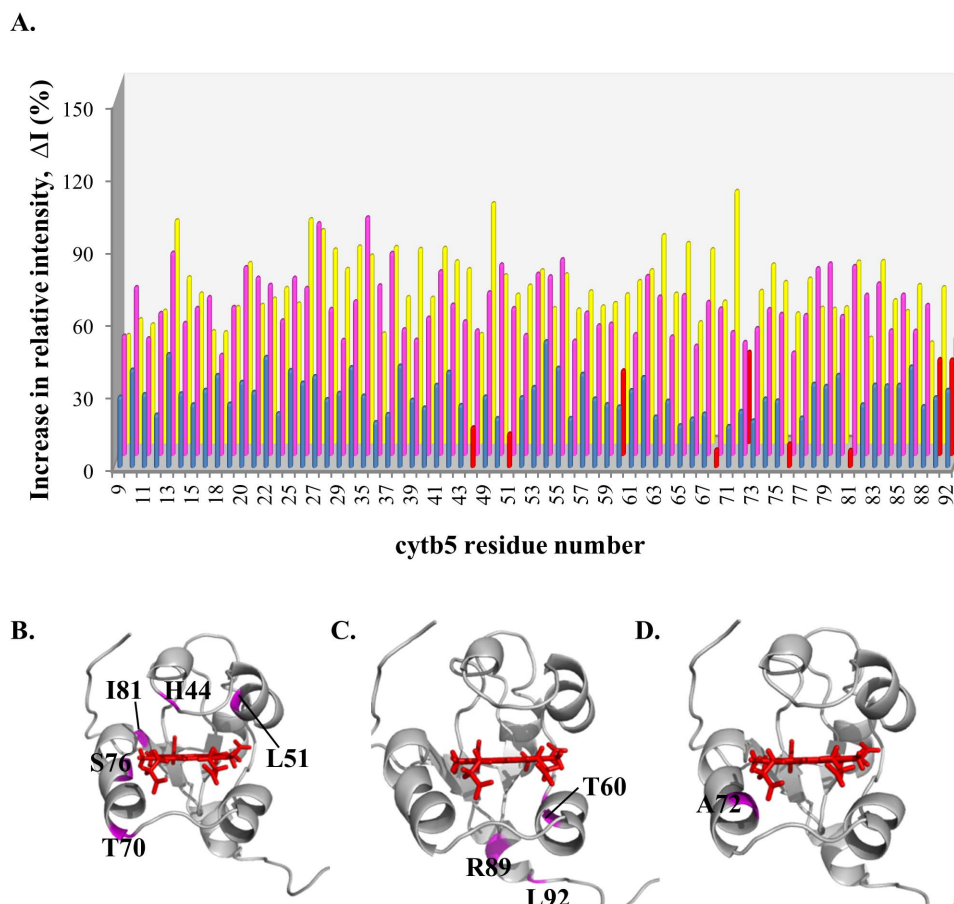 A.
Increase in relative intensity, ΔI (%)
150
120
90
60
30
0
9 11 13 15 18 20 22 25 27 29 35 37 39 41 43 49 51 53 55 57 59 61 63 65 67 71 73 75 77 79 81 83 85 88 92
cytb5 residue number
B.
C.
D.
I81 H44
S76
L51
T70
T60
R89
L92
A72